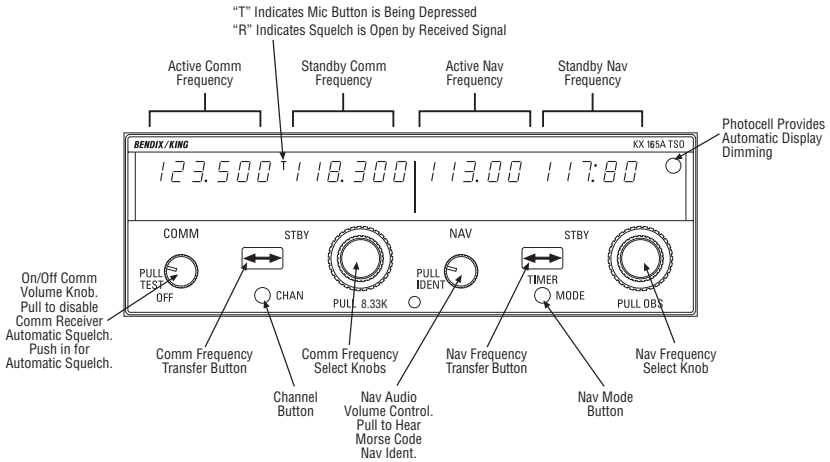 “T” Indicates Mic Button is Being Depressed
“R” Indicates Squelch is Open by Received Signal
Active Comm
Frequency
Standby Comm
Frequency
Active Nav
Frequency
Standby Nav
Frequency
Photocell Provides
Automatic Display
Dimming
BENDIX/KING
KX 165A TSO
123.500 T 118.300 113.00 117.80
COMM
STBY
NAV
STBY
PULL
TEST
OFF
CHAN
PULL 8.33K
PULL
IDENT
TIMER
MODE
PULL OBS
On/Off Comm
Volume Knob.
Pull to disable
Comm Receiver
Automatic Squelch.
Push in for
Automatic Squelch.
Comm Frequency
Transfer Button
Channel
Button
Comm Frequency
Select Knobs
Nav Audio
Volume Control.
Pull to Hear
Morse Code
Nav Ident.
Nav Frequency
Transfer Button
Nav Mode
Button
Nav Frequency
Select Knob